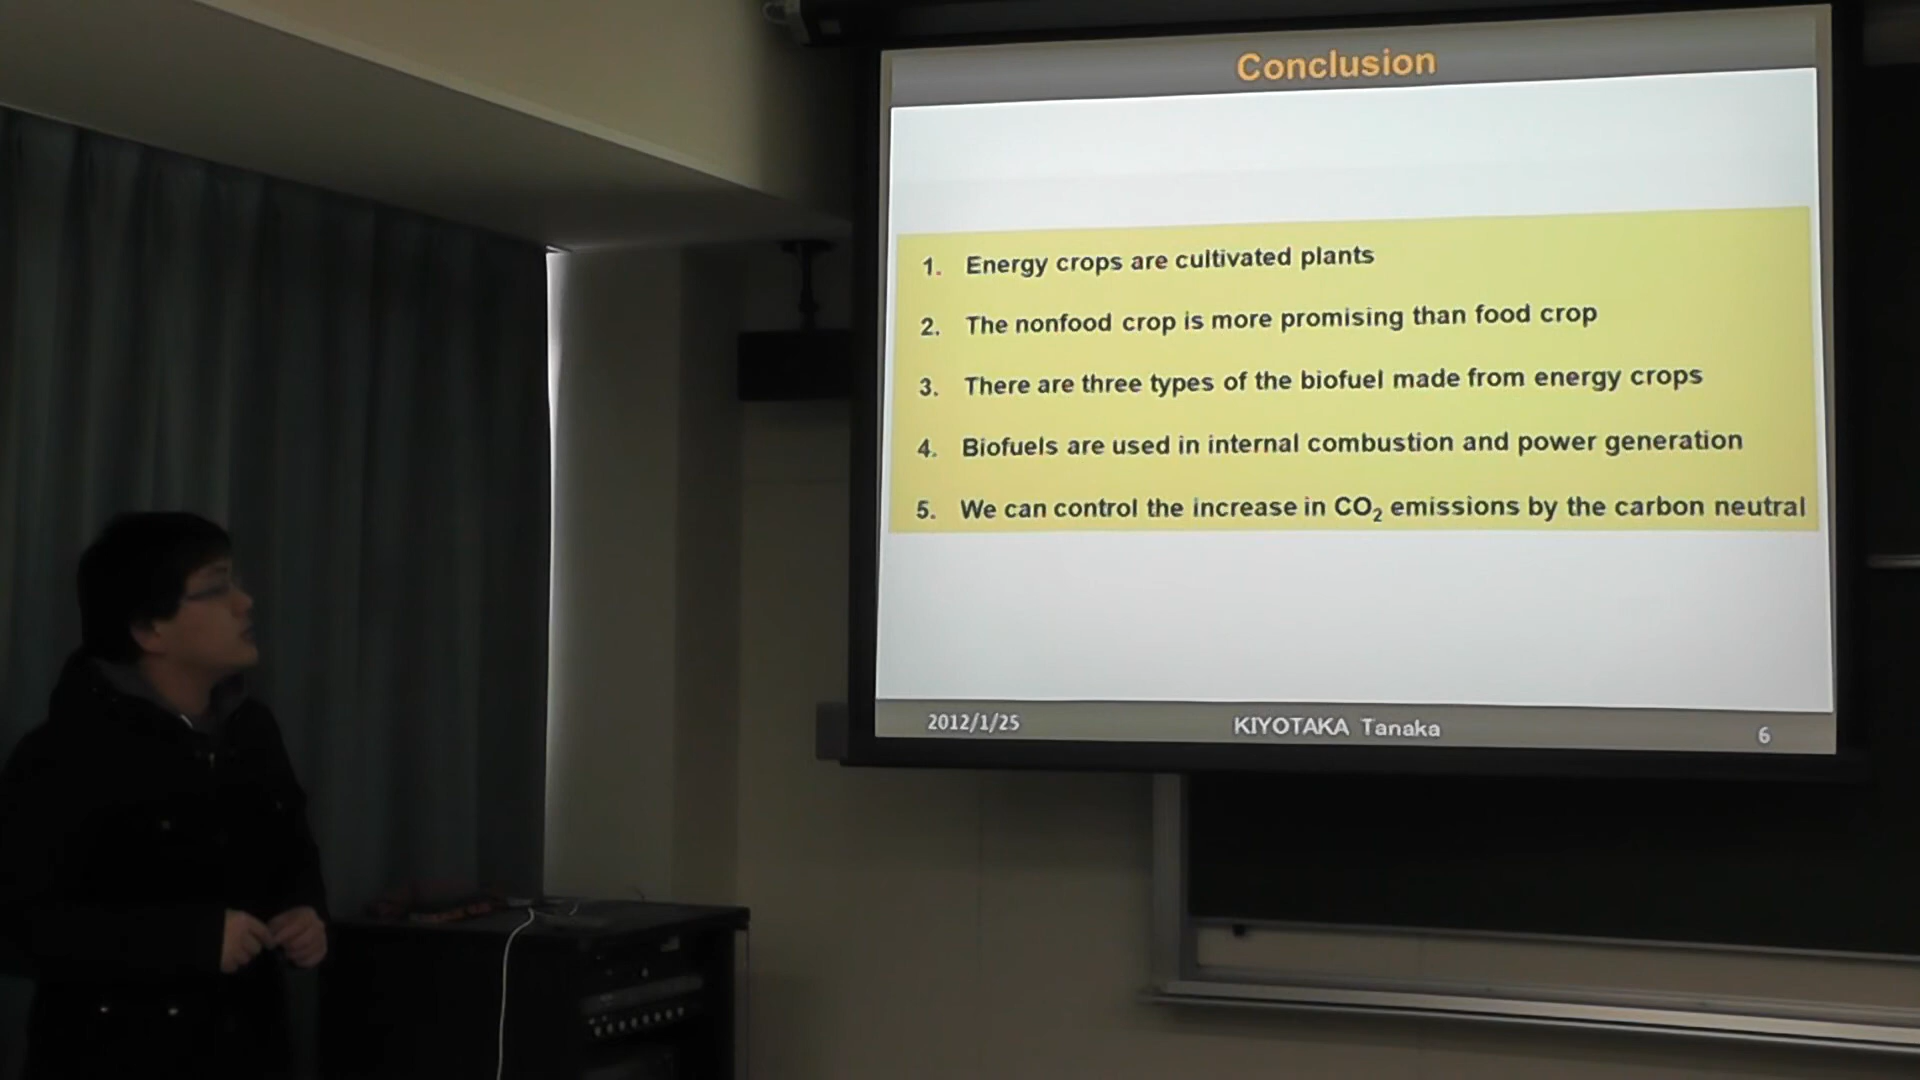 Conclusion
1. Energy crops are cultivated plants
2. The nonfood crop is more promising than food crop
3. There are three types of the biofuel made from energy crops
4. Biofuels are used in internal combustion and power generation
5. We can control the increase in CO₂ emissions by the carbon neutral
2012/1/25 KIYOTAKA Tanaka 6